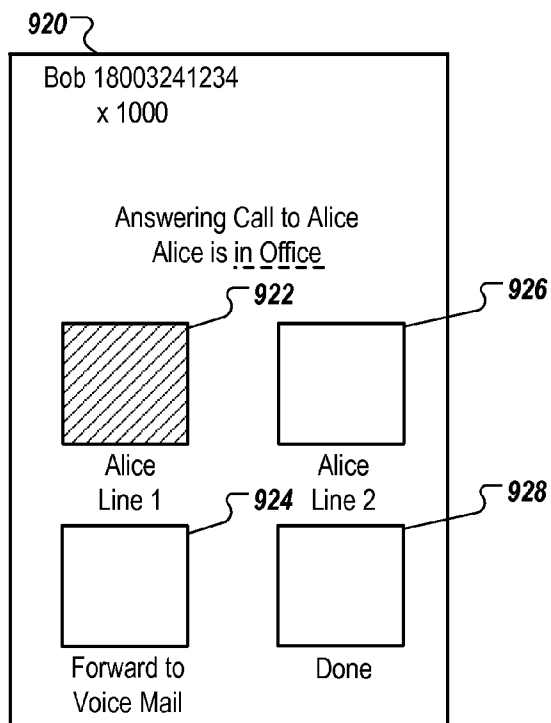 920
Bob 18003241234
x 1000
Answering Call to Alice
Alice is in Office
922
926
Alice
Line 1
Alice
Line 2
924
928
Forward to
Voice Mail
Done